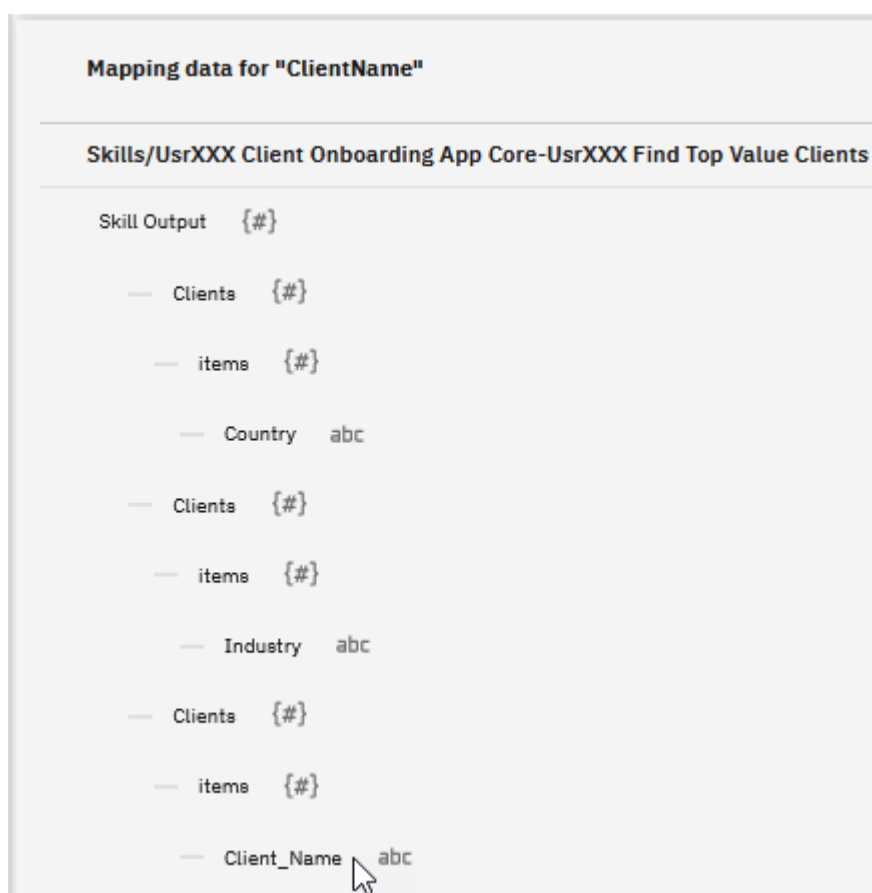 Mapping data for "ClientName"
Skills/UsrXXX Client Onboarding App Core-UsrXXX Find Top Value Clients
Skill Output {#}
Clients {#}
items {#}
Country abc
Clients {#}
items {#}
Industry abc
Clients {#}
items {#}
Client_Name abc